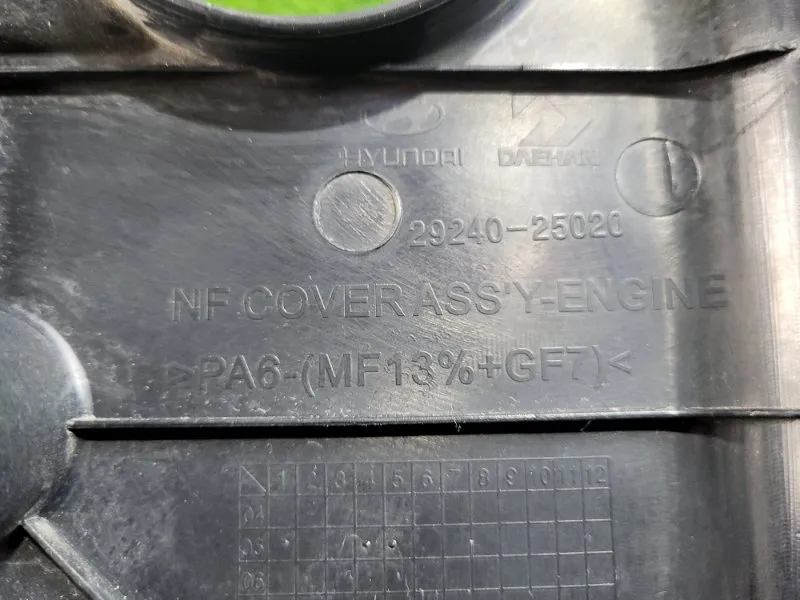 HYUNDAI DAEHAN
29240-25020
NF COVER ASS'Y-ENGINE
>PA6-(MF13%+GF7)<
1 2 3 4 5 6 7 8 9 10 11 12
04
05
06